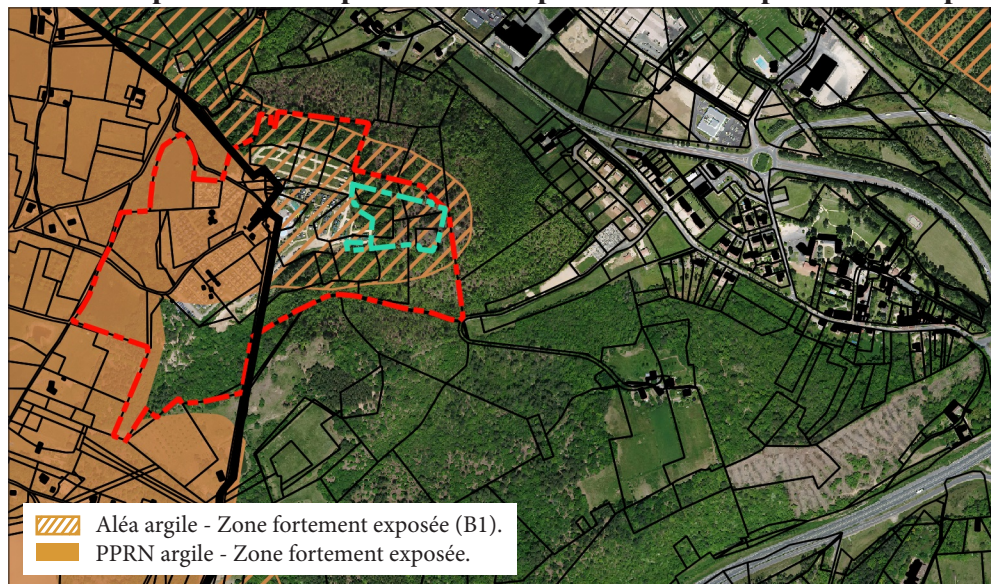 Aléa argile - Zone fortement exposée (B1).
PPRN argile - Zone fortement exposée.